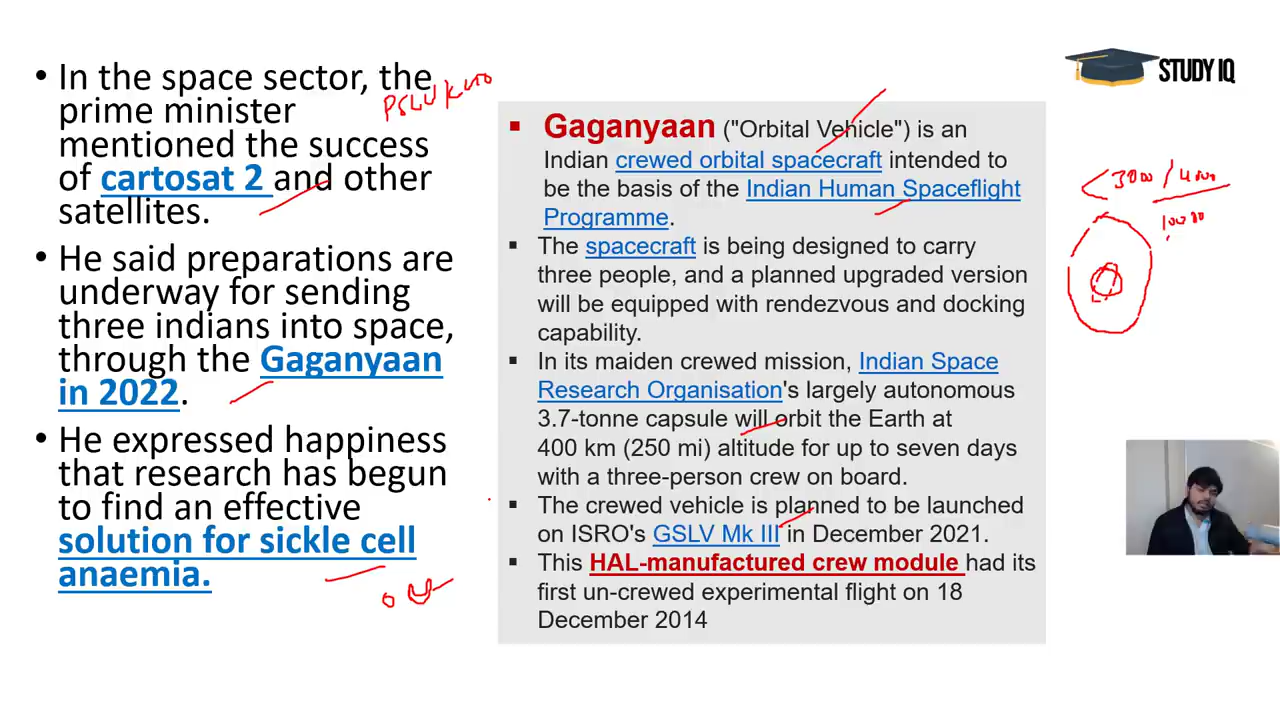 • In the space sector, the
prime minister
mentioned the success
of cartosat 2 and other
satellites.
• He said preparations are
underway for sending
three indians into space,
through the Gaganyaan
in 2022.
• He expressed happiness
that research has begun
to find an effective
solution for sickle cell
anaemia.
▪ Gaganyaan ("Orbital Vehicle") is an
Indian crewed orbital spacecraft intended to
be the basis of the Indian Human Spaceflight
Programme.
▪ The spacecraft is being designed to carry
three people, and a planned upgraded version
will be equipped with rendezvous and docking
capability.
▪ In its maiden crewed mission, Indian Space
Research Organisation's largely autonomous
3.7-tonne capsule will orbit the Earth at
400 km (250 mi) altitude for up to seven days
with a three-person crew on board.
▪ The crewed vehicle is planned to be launched
on ISRO's GSLV Mk III in December 2021.
▪ This HAL-manufactured crew module had its
first un-crewed experimental flight on 18
December 2014
STUDY IQ